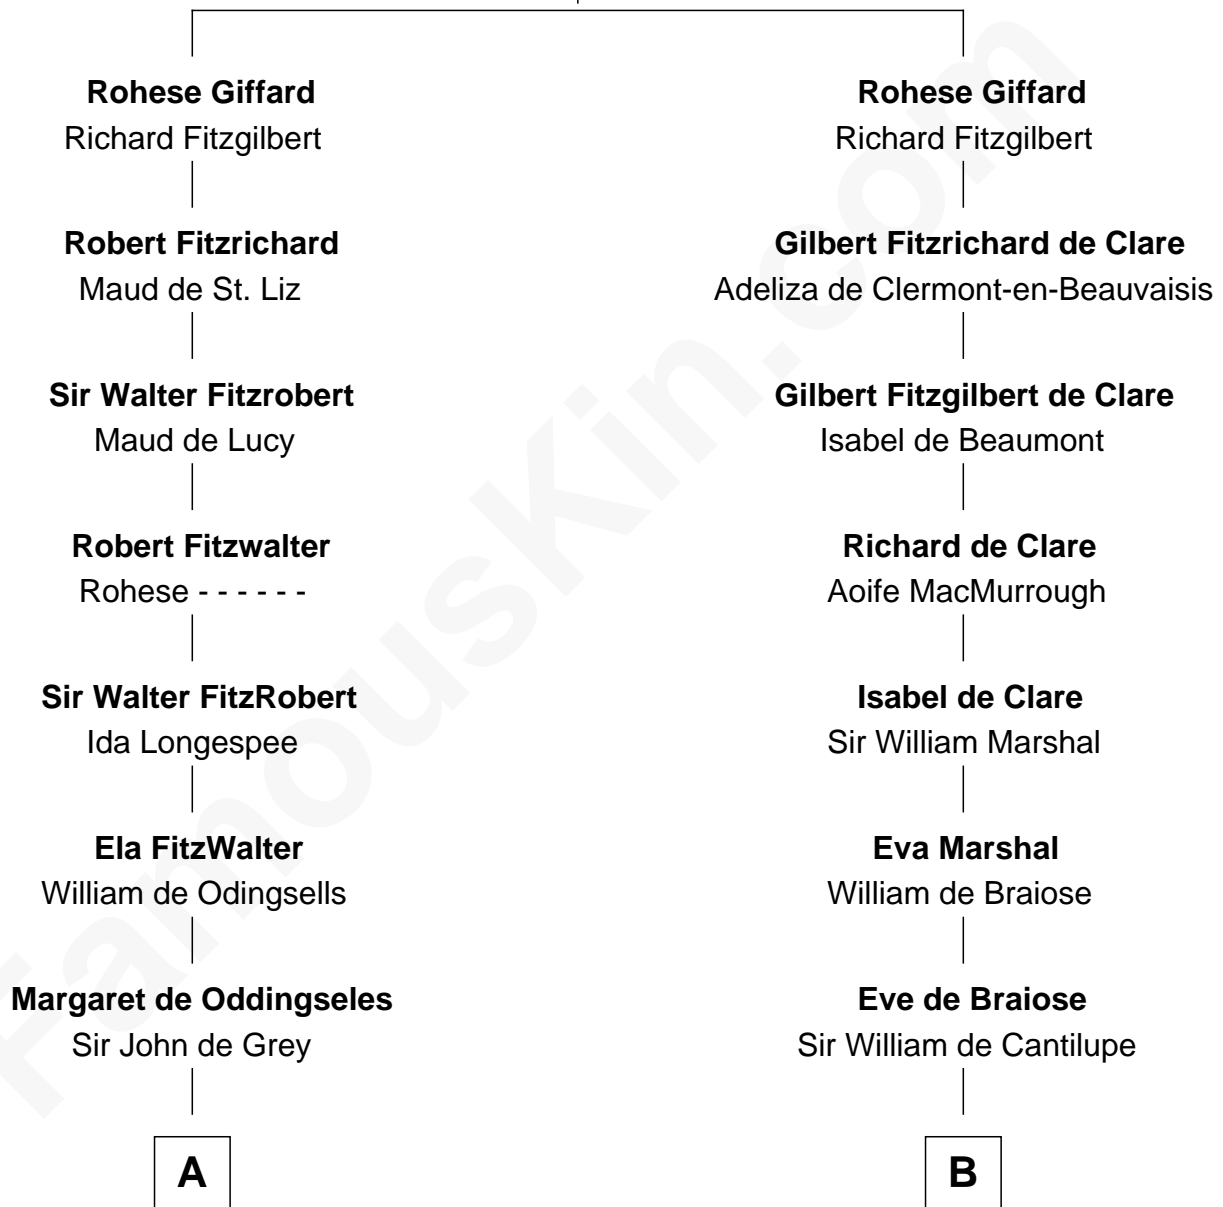 Rohese Giffard
Richard Fitzgilbert
Robert Fitzrichard
Maud de St. Liz
Sir Walter Fitzrobert
Maud de Lucy
Robert Fitzwalter
Rohese - - - - - -
Sir Walter FitzRobert
Ida Longespee
Ela FitzWalter
William de Odingsells
Margaret de Oddingseles
Sir John de Grey
A
Rohese Giffard
Richard Fitzgilbert
Gilbert Fitzrichard de Clare
Adeliza de Clermont-en-Beauvaisis
Gilbert Fitzgilbert de Clare
Isabel de Beaumont
Richard de Clare
Aoife MacMurrough
Isabel de Clare
Sir William Marshal
Eva Marshal
William de Braiose
Eve de Braiose
Sir William de Cantilupe
B
FamousKin.com